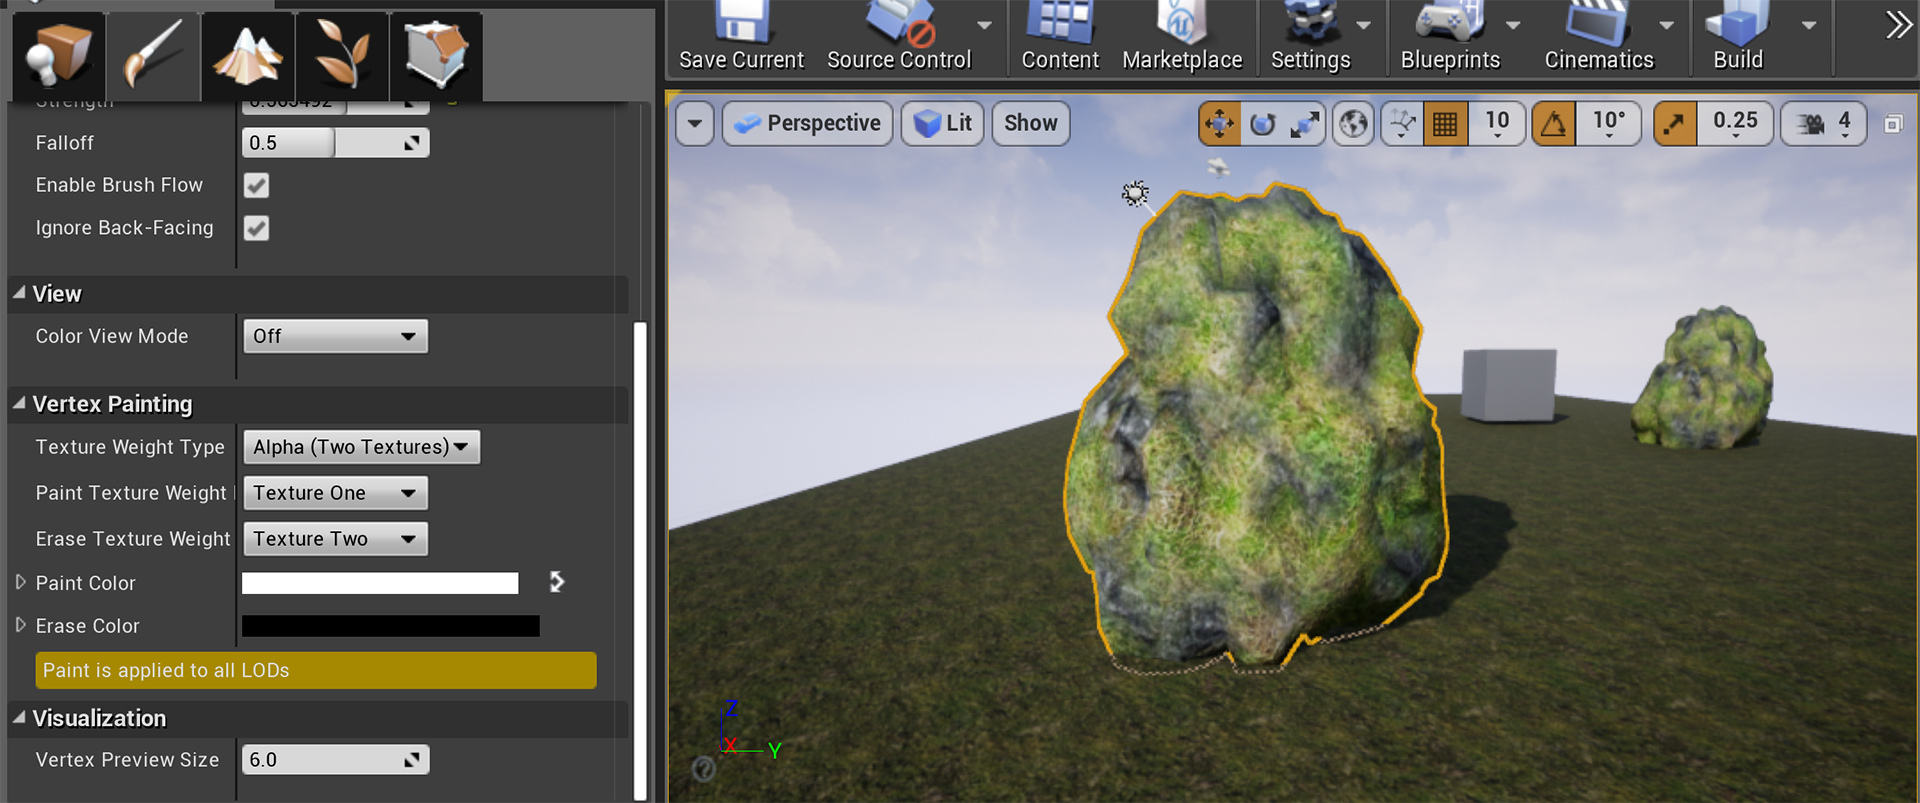 Save Current
Source Control
Content
Marketplace
Settings
Blueprints
Cinematics
Build
Strength
Falloff
0.5
Enable Brush Flow
Ignore Back-Facing
View
Color View Mode
Off
Vertex Painting
Texture Weight Type
Alpha (Two Textures)
Paint Texture Weight
Texture One
Erase Texture Weight
Texture Two
Paint Color
Erase Color
Paint is applied to all LODs
Visualization
Vertex Preview Size
6.0
Perspective
Lit
Show
10
10°
0.25
4
Z
X
Y
?